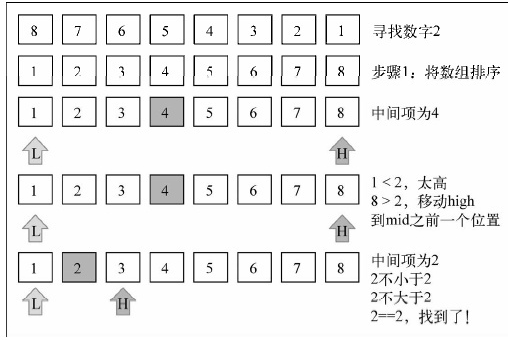 8 7 6 5 4 3 2 1 寻找数字2
1 2 3 4 5 6 7 8 步骤1：将数组排序
1 2 3 4 5 6 7 8 中间项为4
L H
1 2 3 4 5 6 7 8 1 < 2，太高
8 > 2，移动high
到mid之前一个位置
L H
1 2 3 4 5 6 7 8 中间项为2
2不小于2
2不大于2
2==2，找到了！
L H